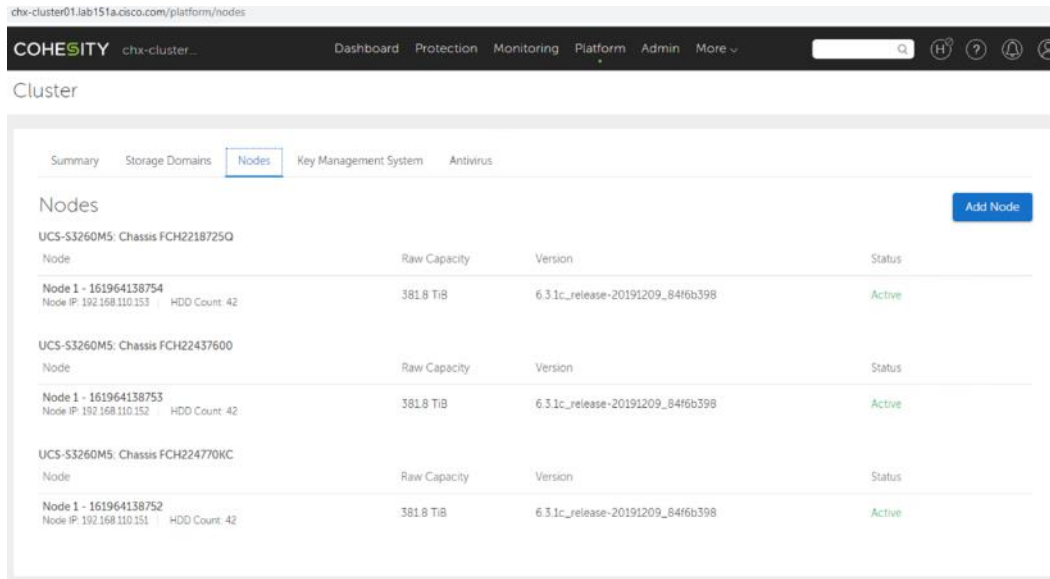 chx-cluster01.lab151a.cisco.com/platform/nodes
COHESITY chx-cluster... Dashboard Protection Monitoring Platform Admin More
Cluster
Summary Storage Domains Nodes Key Management System Antivirus
Nodes Add Node
UCS-S3260M5: Chassis FCH2218725Q
Node Raw Capacity Version Status
Node 1 - 161964138754 381.8 TiB 6.3.1c_release-20191209_84f6b398 Active
Node IP: 192.168.110.153 | HDD Count: 42
UCS-S3260M5: Chassis FCH22437600
Node Raw Capacity Version Status
Node 1 - 161964138753 381.8 TiB 6.3.1c_release-20191209_84f6b398 Active
Node IP: 192.168.110.152 | HDD Count: 42
UCS-S3260M5: Chassis FCH224770KC
Node Raw Capacity Version Status
Node 1 - 161964138752 381.8 TiB 6.3.1c_release-20191209_84f6b398 Active
Node IP: 192.168.110.151 | HDD Count: 42